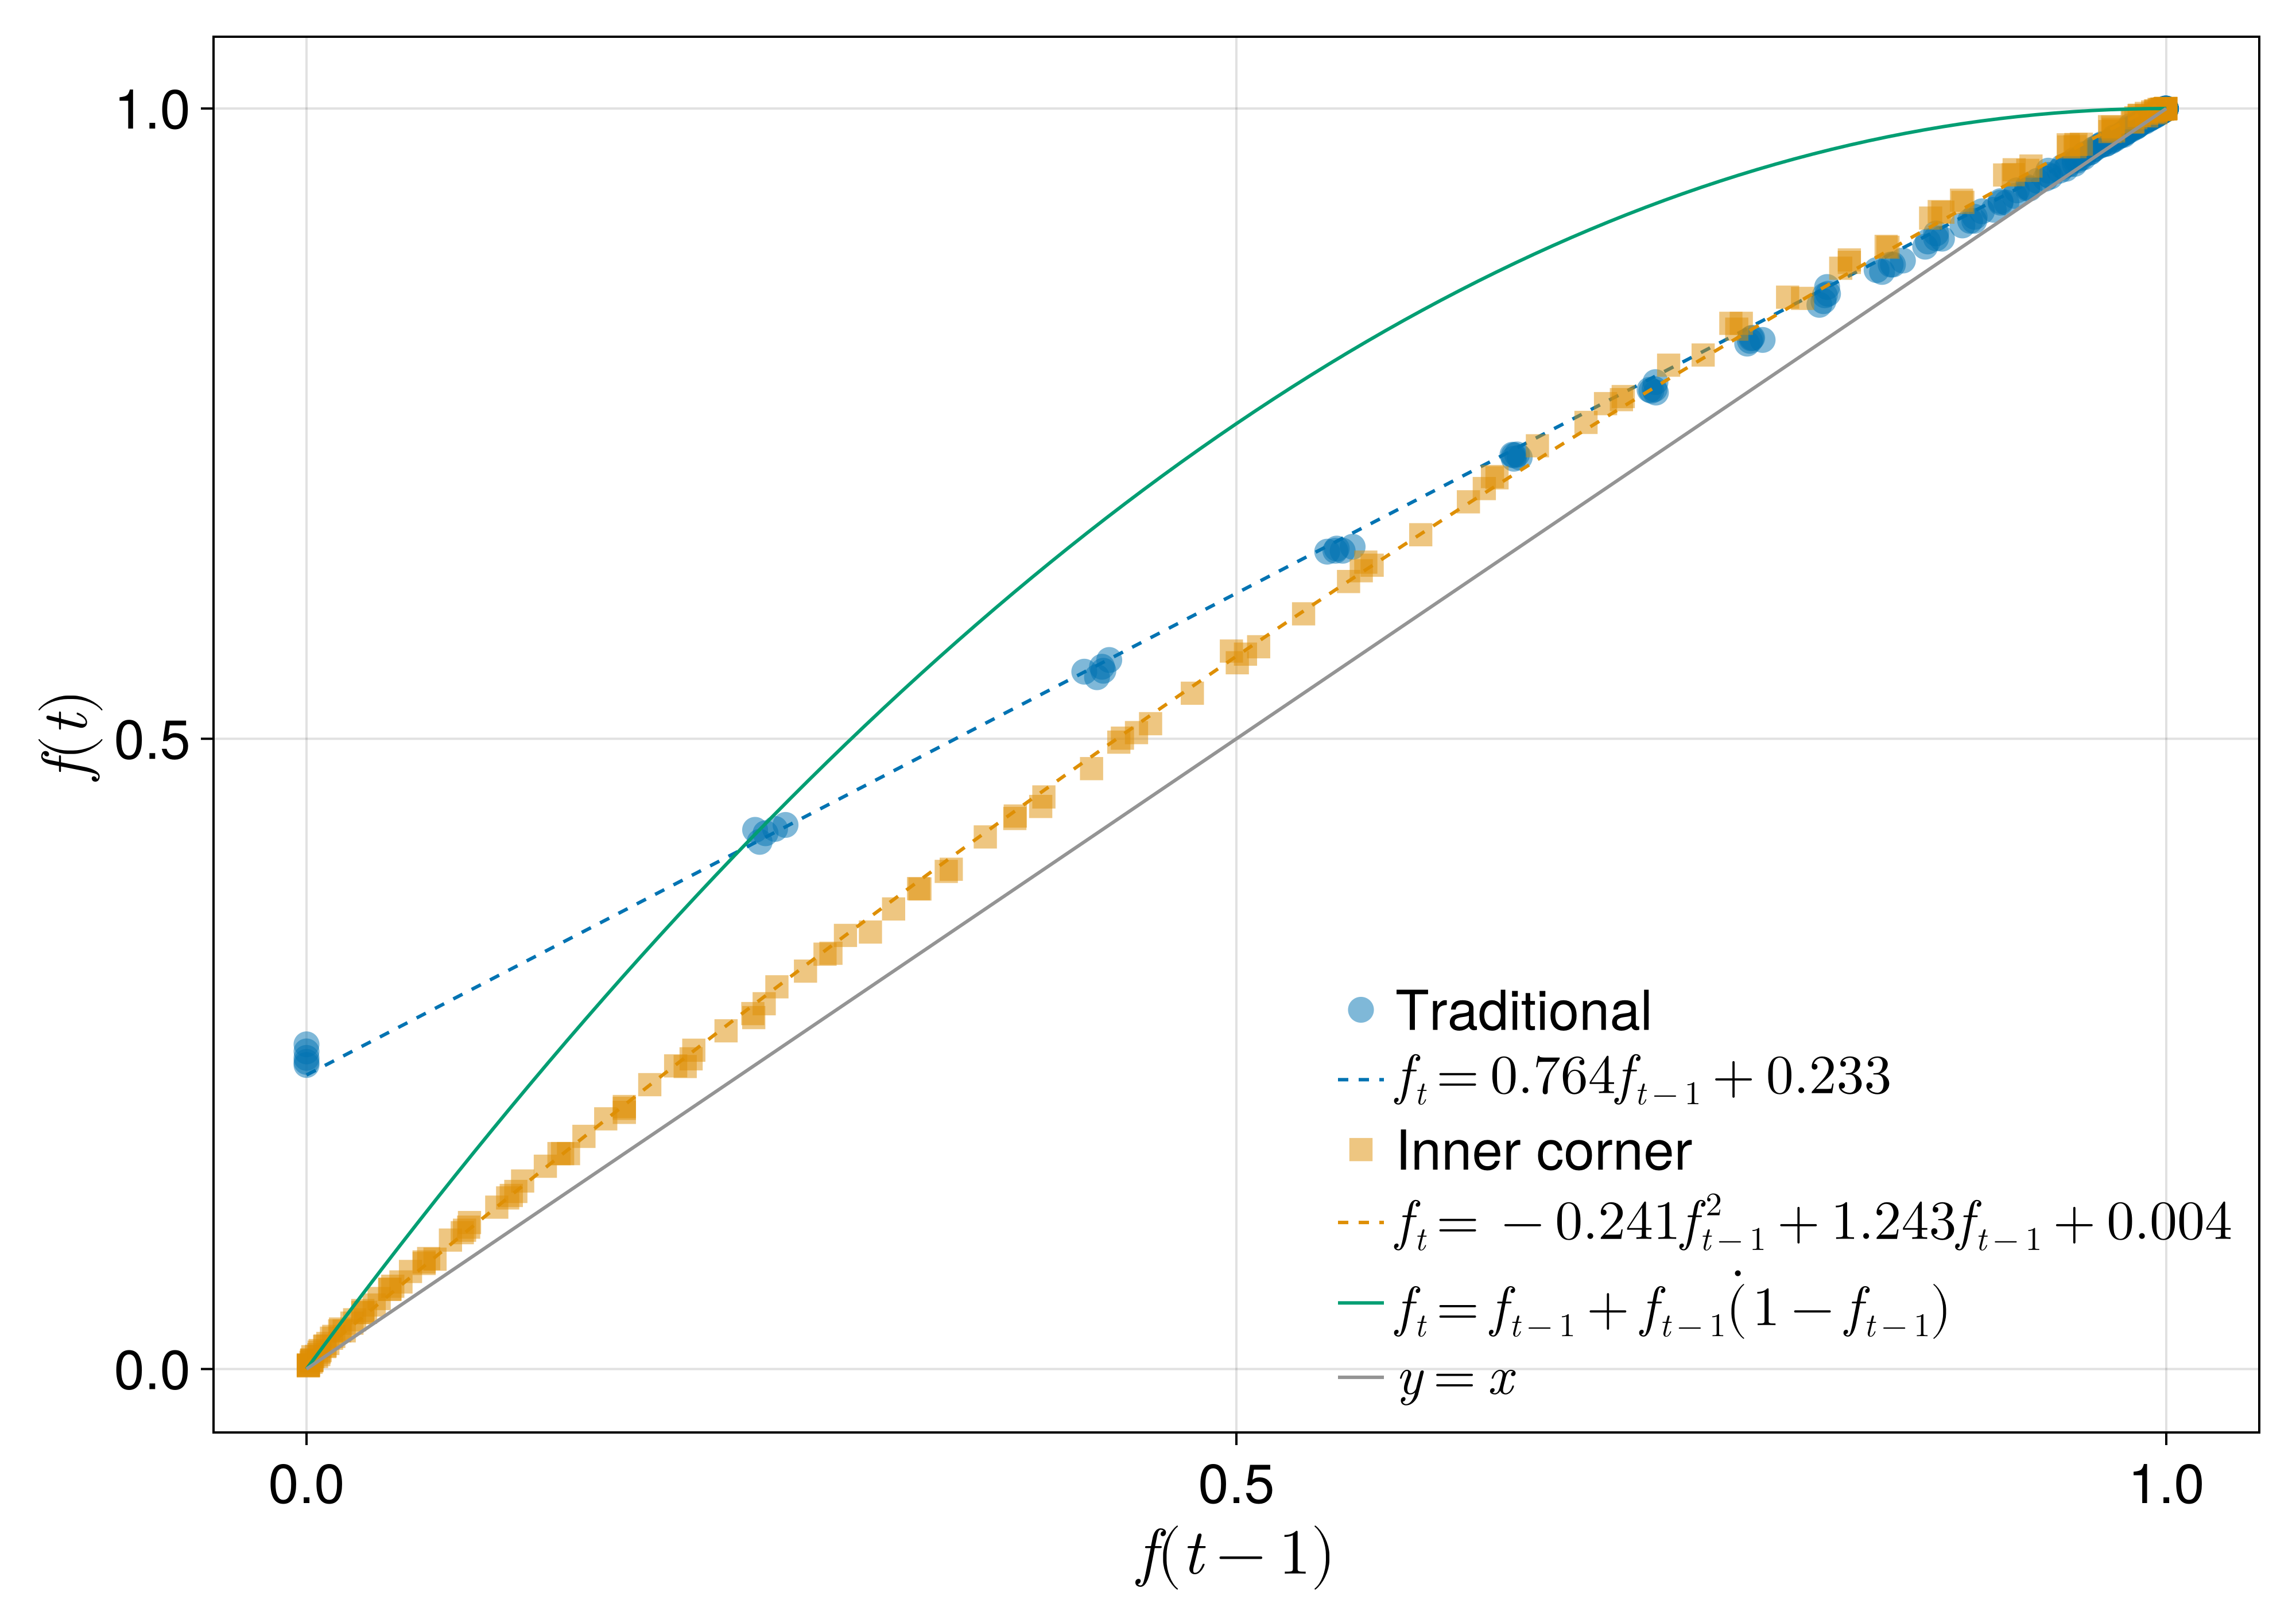 1.0
0.5
0.0
f(t)
Traditional
f_t = 0.764f_{t−1} + 0.233
Inner corner
f_t = −0.241f²_{t−1} + 1.243f_{t−1} + 0.004
f_t = f_{t−1} + f_{t−1}(̇1 − f_{t−1})
y = x
0.0 0.5 1.0
f(t − 1)